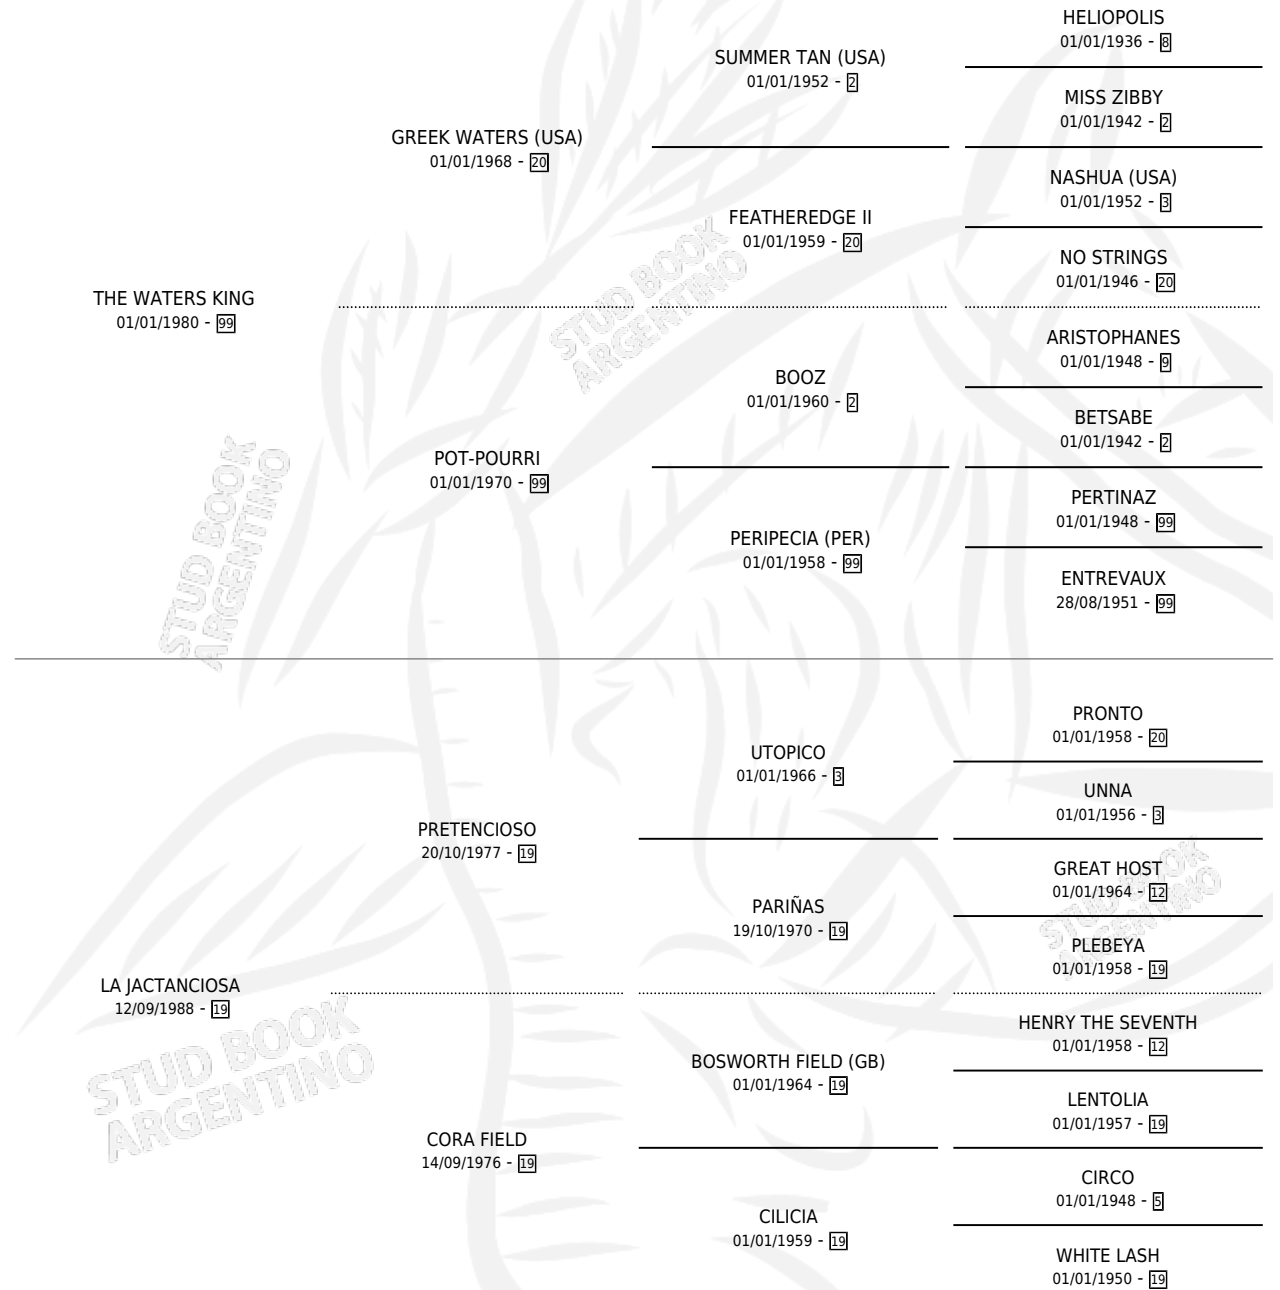 HELIOPOLIS
01/01/1936 - 8
SUMMER TAN (USA)
01/01/1952 - 2
MISS ZIBBY
01/01/1942 - 2
GREEK WATERS (USA)
01/01/1968 - 20
NASHUA (USA)
01/01/1952 - 3
FEATHEREDGE II
01/01/1959 - 20
NO STRINGS
01/01/1946 - 20
THE WATERS KING
01/01/1980 - 99
STUD BOOK
ARGENTINO
ARISTOPHANES
01/01/1948 - 9
BOOZ
01/01/1960 - 2
BETSABE
01/01/1942 - 2
POT-POURRI
01/01/1970 - 99
PERTINAZ
01/01/1948 - 99
PERIPECIA (PER)
01/01/1958 - 99
ENTREVAUX
28/08/1951 - 99
STUD BOOK
ARGENTINO
PRONTO
01/01/1958 - 20
UTOPICO
01/01/1966 - 3
UNNA
01/01/1956 - 3
PRETENCIOSO
20/10/1977 - 19
GREAT HOST
01/01/1964 - 12
PARIÑAS
19/10/1970 - 19
PLEBEYA
01/01/1958 - 19
STUD BOOK
ARGENTINO
LA JACTANCIOSA
12/09/1988 - 19
HENRY THE SEVENTH
01/01/1958 - 12
BOSWORTH FIELD (GB)
01/01/1964 - 19
LENTOLIA
01/01/1957 - 19
STUD BOOK
ARGENTINO
CORA FIELD
14/09/1976 - 19
CIRCO
01/01/1948 - 5
CILICIA
01/01/1959 - 19
WHITE LASH
01/01/1950 - 19